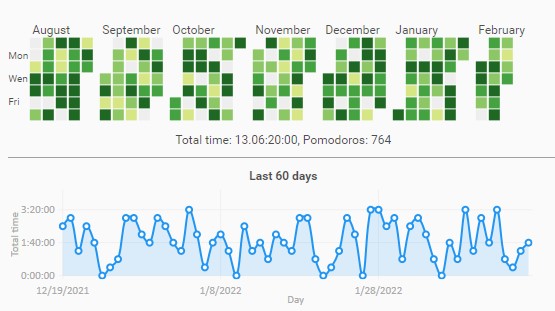 August September October November December January February
Mon
Wen
Fri
Total time: 13.06:20:00, Pomodoros: 764
Last 60 days
Total time
3:20:00
1:40:00
0:00:00
12/19/2021 1/8/2022 1/28/2022
Day